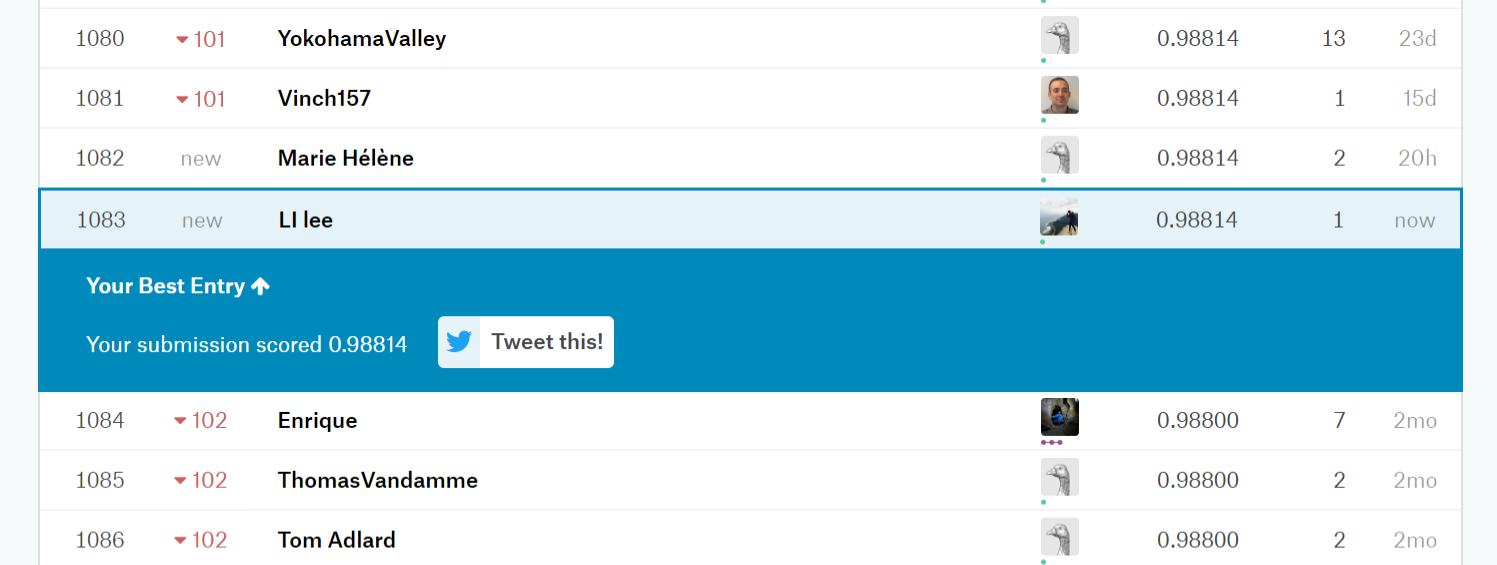 1080 101 YokohamaValley 0.98814 13 23d
1081 101 Vinch157 0.98814 1 15d
1082 new Marie Hélène 0.98814 2 20h
1083 new LI lee 0.98814 1 now
Your Best Entry
Your submission scored 0.98814 Tweet this!
1084 102 Enrique 0.98800 7 2mo
1085 102 ThomasVandamme 0.98800 2 2mo
1086 102 Tom Adlard 0.98800 2 2mo